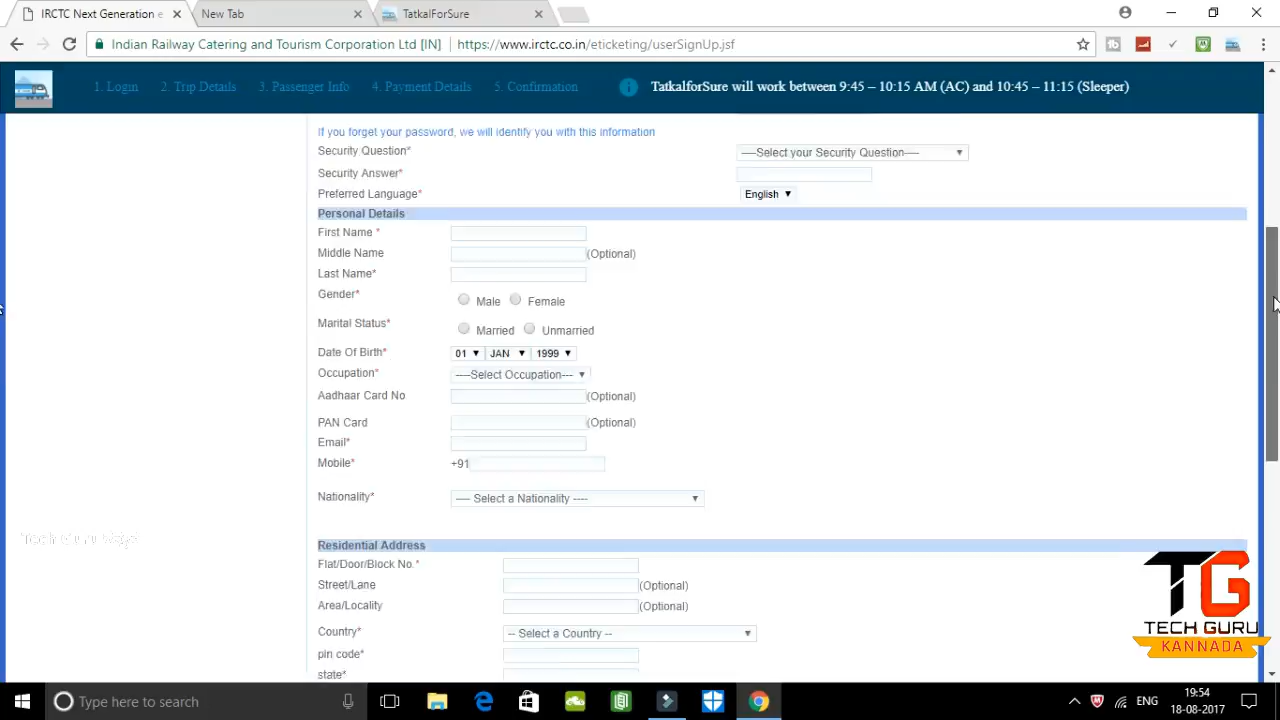 IRCTC Next Generation e
New Tab
TatkalForSure
Indian Railway Catering and Tourism Corporation Ltd [IN] https://www.irctc.co.in/eticketing/userSignUp.jsf
1. Login 2. Trip Details 3. Passenger Info 4. Payment Details 5. Confirmation TatkalforSure will work between 9:45 – 10:15 AM (AC) and 10:45 – 11:15 (Sleeper)
If you forget your password, we will identify you with this information
Security Question* ----Select your Security Question----
Security Answer*
Preferred Language* English
Personal Details
First Name *
Middle Name (Optional)
Last Name*
Gender* Male Female
Marital Status* Married Unmarried
Date Of Birth* 01 JAN 1999
Occupation* ----Select Occupation---
Aadhaar Card No (Optional)
PAN Card (Optional)
Email*
Mobile* +91
Nationality* ---- Select a Nationality ----
Residential Address
Flat/Door/Block No.*
Street/Lane (Optional)
Area/Locality (Optional)
Country* -- Select a Country --
pin code*
state*
TG
TECH GURU
KANNADA
Type here to search
ENG
19:54
18-08-2017